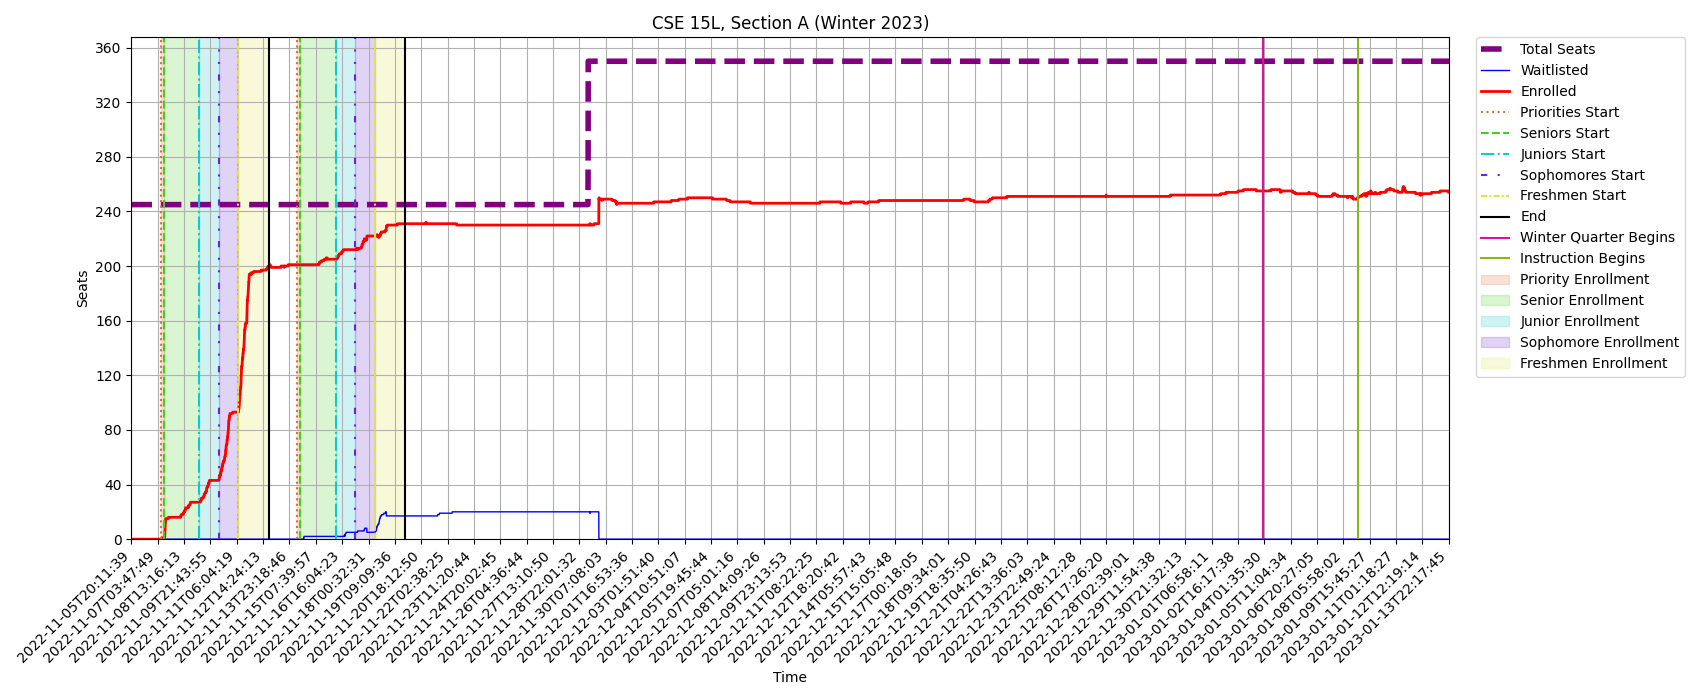 CSE 15L, Section A (Winter 2023)
360
320
280
240
200
160
120
80
40
0
Seats
2022-11-05T20:11:39
2022-11-07T03:47:49
2022-11-08T13:16:13
2022-11-09T21:43:55
2022-11-11T06:04:19
2022-11-12T14:24:13
2022-11-13T23:18:46
2022-11-15T07:39:57
2022-11-16T16:04:23
2022-11-18T00:32:31
2022-11-19T09:09:36
2022-11-20T18:12:50
2022-11-22T02:38:25
2022-11-23T11:20:44
2022-11-24T20:02:45
2022-11-26T04:36:44
2022-11-27T13:10:50
2022-11-28T22:01:32
2022-11-30T07:08:03
2022-12-01T16:53:36
2022-12-03T01:51:40
2022-12-04T10:51:07
2022-12-05T19:45:44
2022-12-07T05:01:16
2022-12-08T14:09:26
2022-12-09T23:13:53
2022-12-11T08:22:25
2022-12-12T18:20:42
2022-12-14T05:57:43
2022-12-15T15:05:48
2022-12-17T00:18:05
2022-12-18T09:34:01
2022-12-19T18:35:50
2022-12-21T04:26:43
2022-12-22T13:36:03
2022-12-23T22:49:24
2022-12-25T08:12:28
2022-12-26T17:26:20
2022-12-28T02:39:01
2022-12-29T11:54:38
2022-12-30T21:32:13
2023-01-01T06:58:11
2023-01-02T16:17:38
2023-01-04T01:35:30
2023-01-05T11:04:34
2023-01-06T20:27:05
2023-01-08T05:58:02
2023-01-09T15:45:27
2023-01-11T01:18:27
2023-01-12T12:19:14
2023-01-13T22:17:45
Time
Total Seats
Waitlisted
Enrolled
Priorities Start
Seniors Start
Juniors Start
Sophomores Start
Freshmen Start
End
Winter Quarter Begins
Instruction Begins
Priority Enrollment
Senior Enrollment
Junior Enrollment
Sophomore Enrollment
Freshmen Enrollment